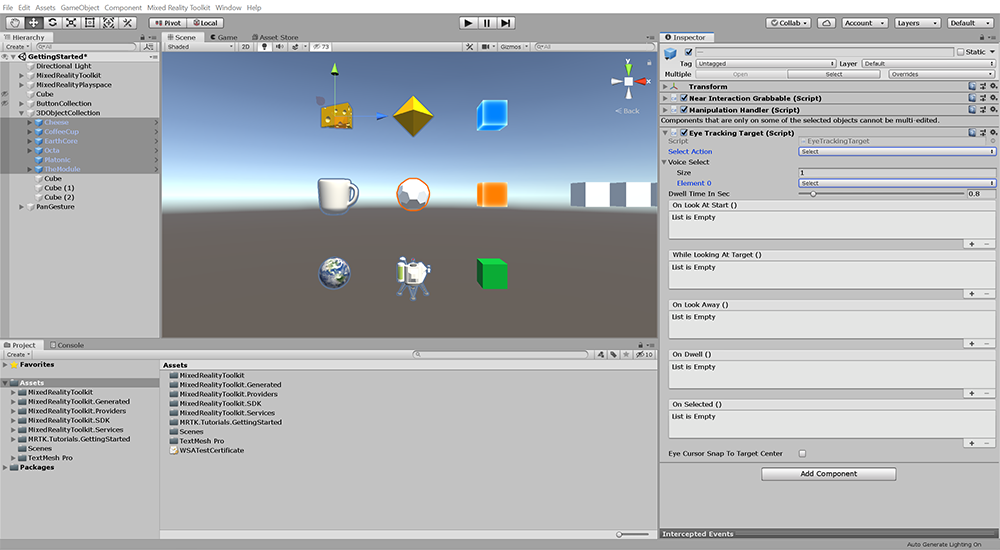 File Edit Assets GameObject Component Mixed Reality Toolkit Window Help
Pivot Local Collab Account Layers Default
Hierarchy
Create All
GettingStarted*
Directional Light
MixedRealityToolkit
MixedRealityPlayspace
Cube
ButtonCollection
3DObjectCollection
Cheese
CoffeeCup
EarthCore
Octa
Platonic
TheModule
Cube
Cube (1)
Cube (2)
PanGesture
Scene Game Asset Store
Shaded 2D 73 Gizmos All
y
x
Back
Inspector
— Static
Tag Untagged Layer Default
Multiple Open Select Overrides
Transform
Near Interaction Grabbable (Script)
Manipulation Handler (Script)
Components that are only on some of the selected objects cannot be multi-edited.
Eye Tracking Target (Script)
Script EyeTrackingTarget
Select Action Select
Voice Select
Size 1
Element 0 Select
Dwell Time In Sec 0.8
On Look At Start ()
List is Empty
+ −
While Looking At Target ()
List is Empty
+ −
On Look Away ()
List is Empty
+ −
On Dwell ()
List is Empty
+ −
On Selected ()
List is Empty
+ −
Eye Cursor Snap To Target Center
Add Component
Intercepted Events
Project Console
Create 10
Favorites
Assets
MixedRealityToolkit
MixedRealityToolkit.Generated
MixedRealityToolkit.Providers
MixedRealityToolkit.SDK
MixedRealityToolkit.Services
MRTK.Tutorials.GettingStarted
Scenes
TextMesh Pro
Packages
Assets
MixedRealityToolkit
MixedRealityToolkit.Generated
MixedRealityToolkit.Providers
MixedRealityToolkit.SDK
MixedRealityToolkit.Services
MRTK.Tutorials.GettingStarted
Scenes
TextMesh Pro
WSATestCertificate
Auto Generate Lighting On